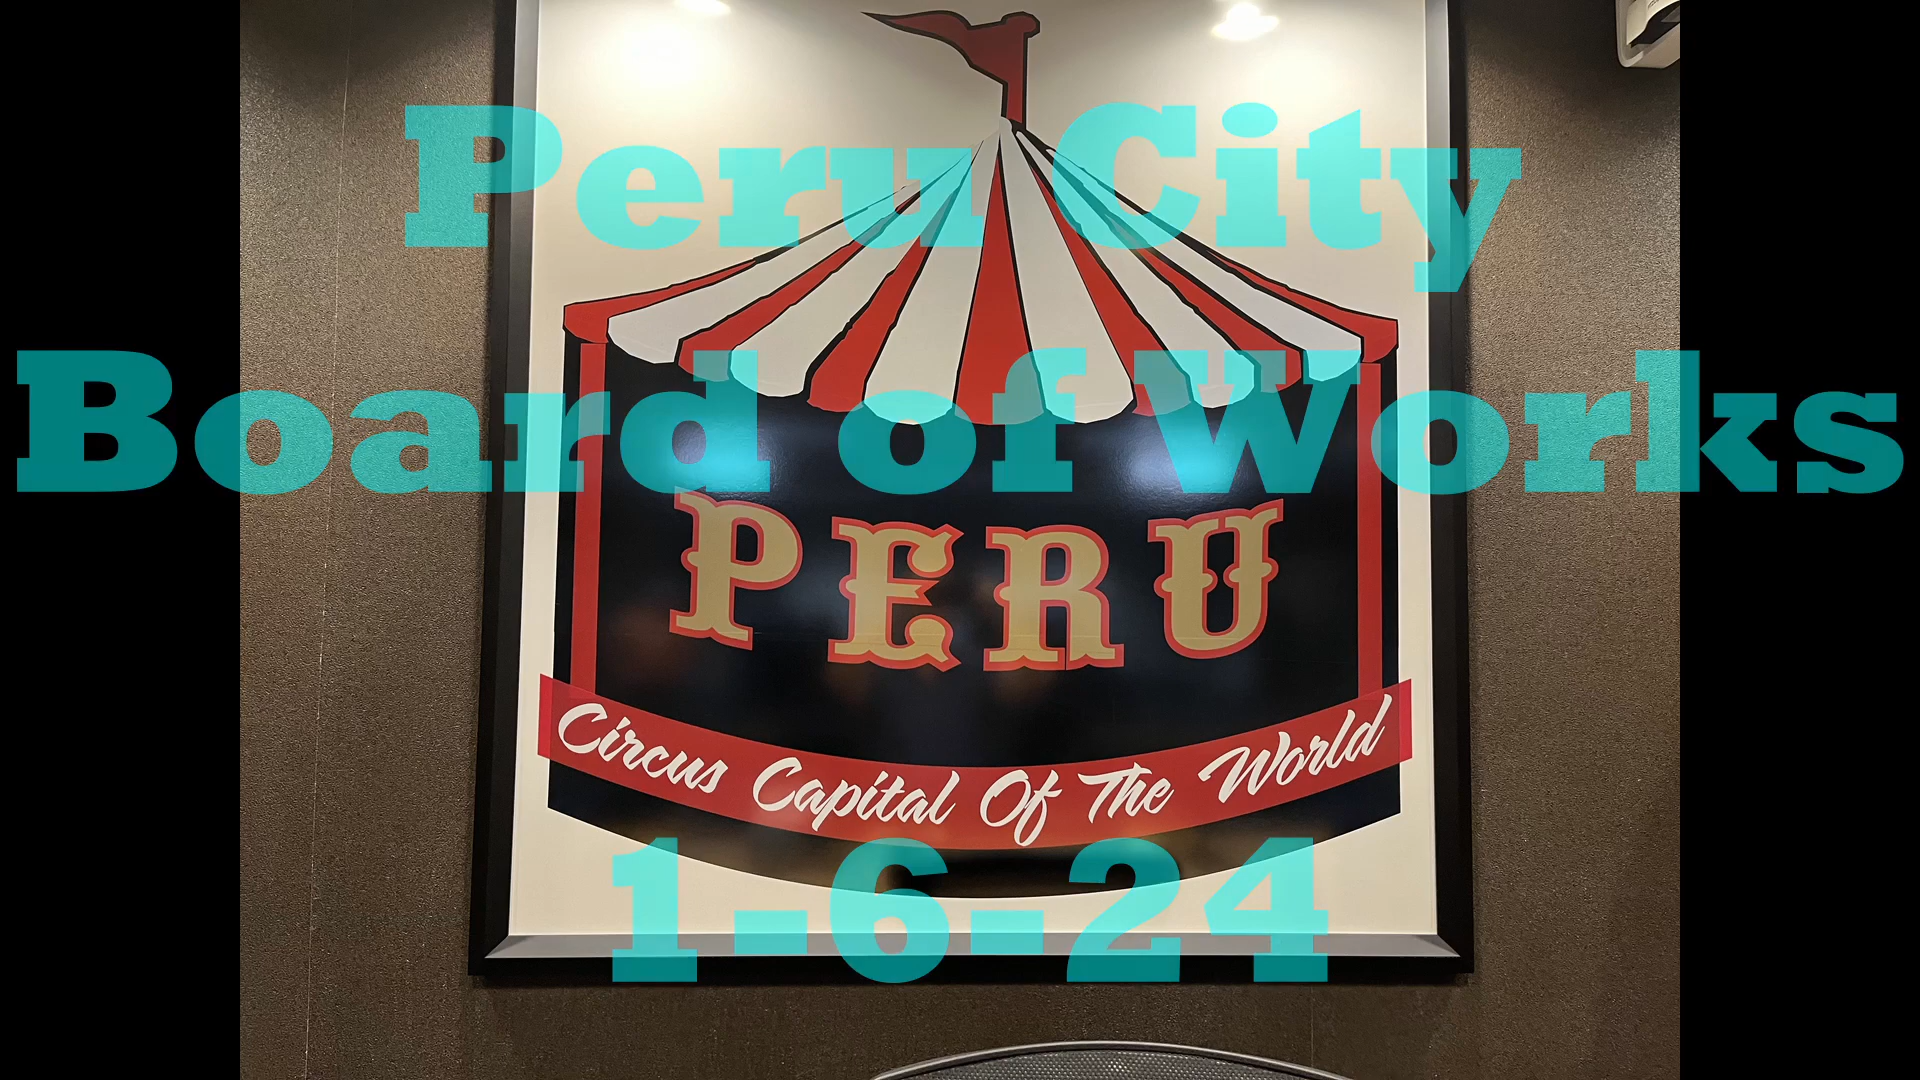 Peru City
Board of Works
PERU
Circus Capital Of The World
1-6-24